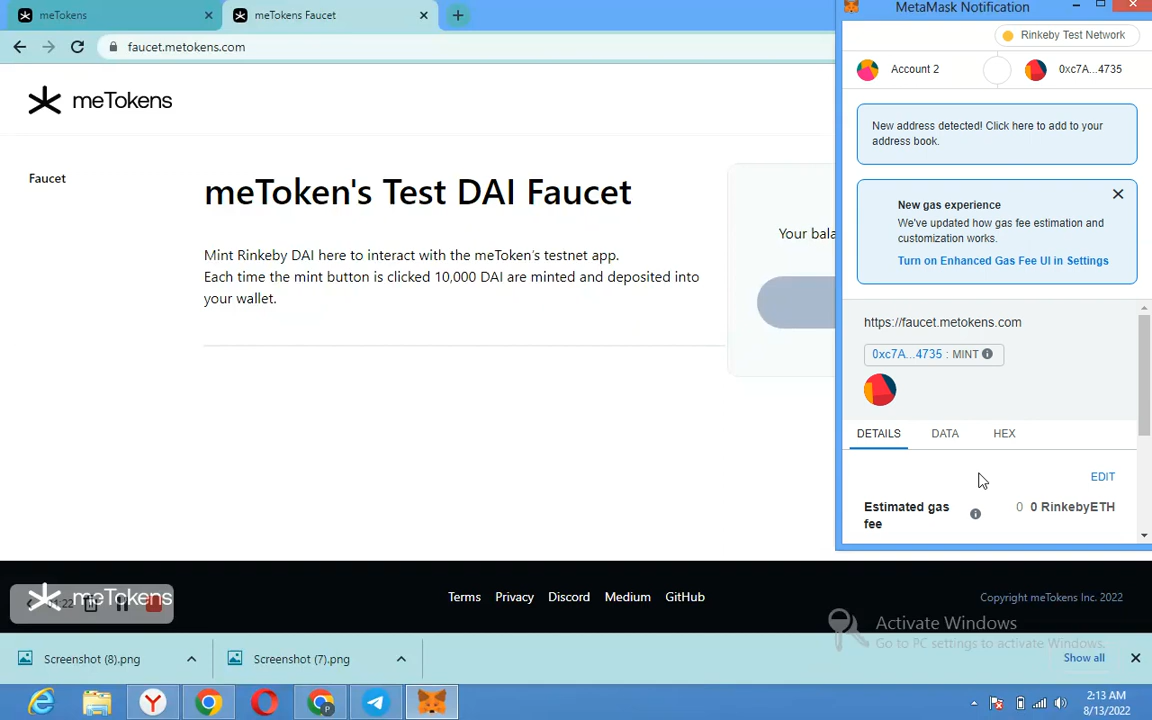 meTokens
meTokens Faucet
faucet.metokens.com
meTokens
Faucet
meToken's Test DAI Faucet
Mint Rinkeby DAI here to interact with the meToken's testnet app.
Each time the mint button is clicked 10,000 DAI are minted and deposited into
your wallet.
Your bala
MetaMask Notification
Rinkeby Test Network
Account 2
0xc7A...4735
New address detected! Click here to add to your
address book.
New gas experience
We've updated how gas fee estimation and
customization works.
Turn on Enhanced Gas Fee UI in Settings
https://faucet.metokens.com
0xc7A...4735 : MINT
DETAILS DATA HEX
EDIT
Estimated gas
fee
0 0 RinkebyETH
meTokens
Terms Privacy Discord Medium GitHub
Copyright meTokens Inc. 2022
Activate Windows
Go to PC settings to activate Windows.
Screenshot (8).png
Screenshot (7).png
Show all
2:13 AM
8/13/2022